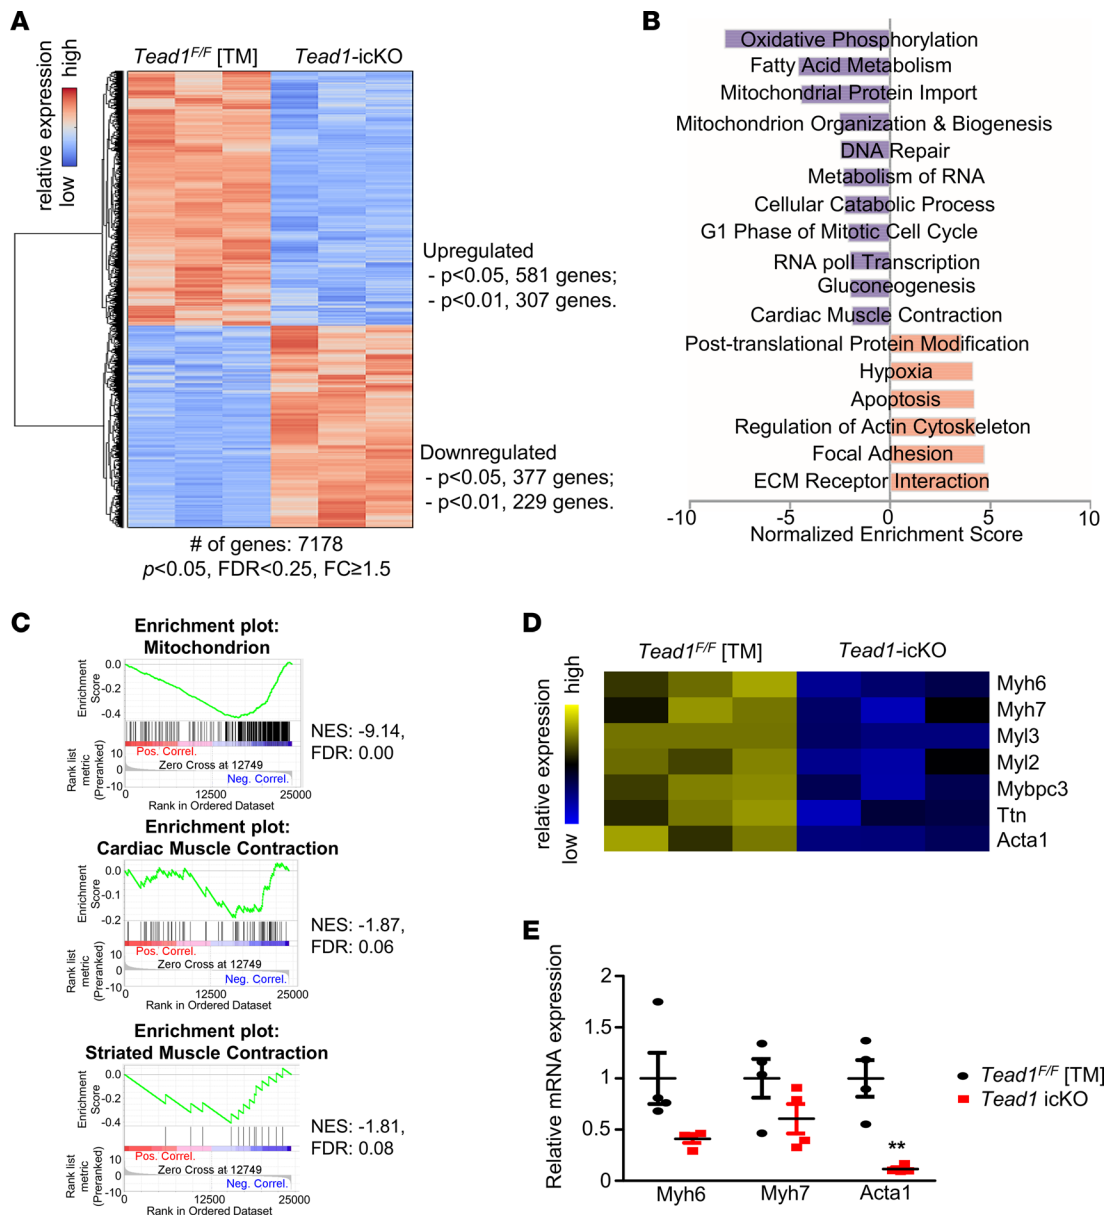 A
Tead1F/F [TM]
Tead1-icKO
relative expression
low
high
Upregulated
- p<0.05, 581 genes;
- p<0.01, 307 genes.
Downregulated
- p<0.05, 377 genes;
- p<0.01, 229 genes.
# of genes: 7178
p<0.05, FDR<0.25, FC≥1.5
B
Oxidative Phosphorylation
Fatty Acid Metabolism
Mitochondrial Protein Import
Mitochondrion Organization & Biogenesis
DNA Repair
Metabolism of RNA
Cellular Catabolic Process
G1 Phase of Mitotic Cell Cycle
RNA polI Transcription
Gluconeogenesis
Cardiac Muscle Contraction
Post-translational Protein Modification
Hypoxia
Apoptosis
Regulation of Actin Cytoskeleton
Focal Adhesion
ECM Receptor Interaction
-10 -5 0 5 10
Normalized Enrichment Score
C
Enrichment plot:
Mitochondrion
Enrichment
Score
0.0
-0.2
-0.4
Rank list
metric
(Preranked)
10
0
-10
Pos. Correl.
Zero Cross at 12749
Neg. Correl.
0 12500 25000
Rank in Ordered Dataset
NES: -9.14,
FDR: 0.00
Enrichment plot:
Cardiac Muscle Contraction
Enrichment
Score
0.0
-0.1
-0.2
Rank list
metric
(Preranked)
10
0
-10
Pos. Correl.
Zero Cross at 12749
Neg. Correl.
0 12500 25000
Rank in Ordered Dataset
NES: -1.87,
FDR: 0.06
Enrichment plot:
Striated Muscle Contraction
Enrichment
Score
0.0
-0.2
-0.4
Rank list
metric
(Preranked)
10
0
-10
Pos. Correl.
Zero Cross at 12749
Neg. Correl.
0 12500 25000
Rank in Ordered Dataset
NES: -1.81,
FDR: 0.08
D
Tead1F/F [TM]
Tead1-icKO
relative expression
low
high
Myh6
Myh7
Myl3
Myl2
Mybpc3
Ttn
Acta1
E
Relative mRNA expression
2
1.5
1
0.5
0
**
Myh6 Myh7 Acta1
Tead1F/F [TM]
Tead1 icKO